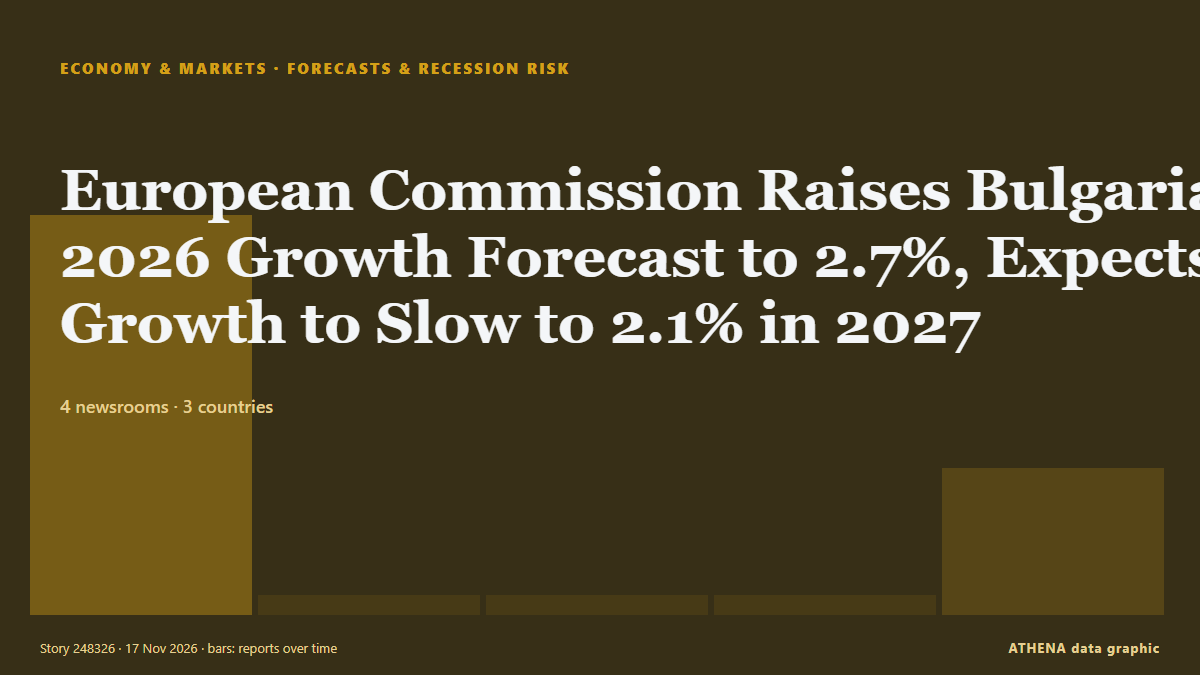 ECONOMY & MARKETS · FORECASTS & RECESSION RISK
European Commission Raises Bulgaria
2026 Growth Forecast to 2.7%, Expects
Growth to Slow to 2.1% in 2027
4 newsrooms · 3 countries
Story 248326 · 17 Nov 2026 · bars: reports over time
ATHENA data graphic